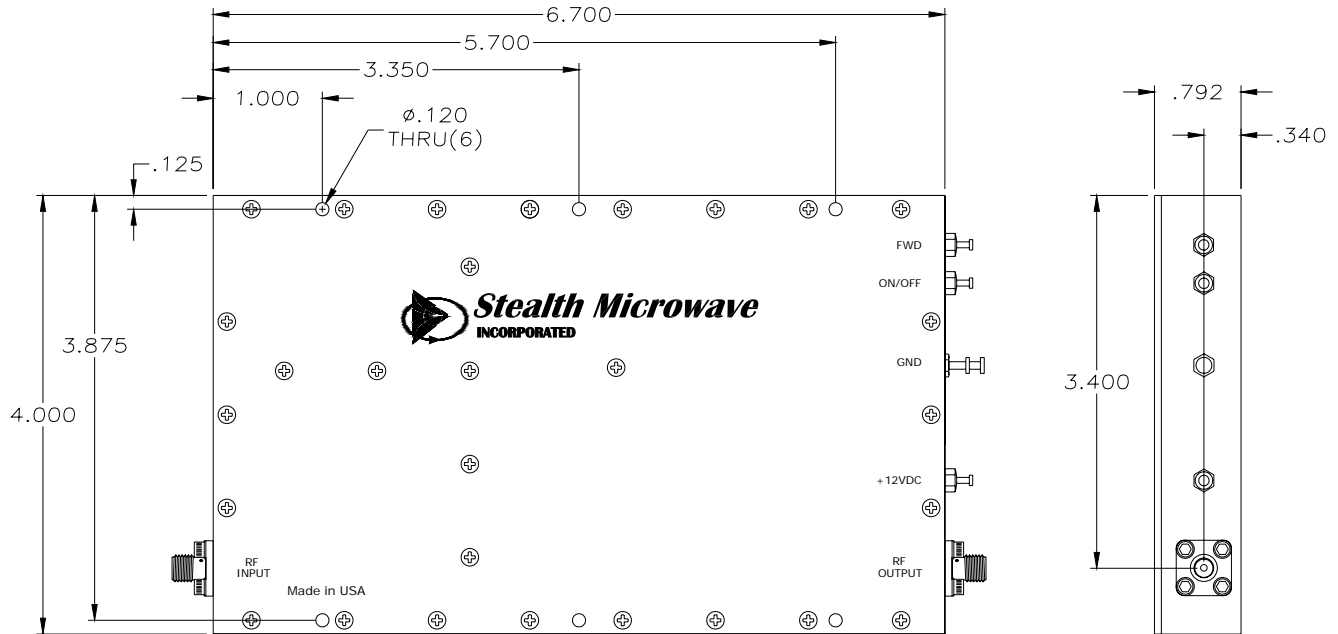 6.700
5.700
3.350
1.000
.792
ø.120
THRU(6)
.340
.125
FWD
ON/OFF
Stealth Microwave
INCORPORATED
3.875
GND
3.400
4.000
+12VDC
RF
INPUT
RF
OUTPUT
Made in USA